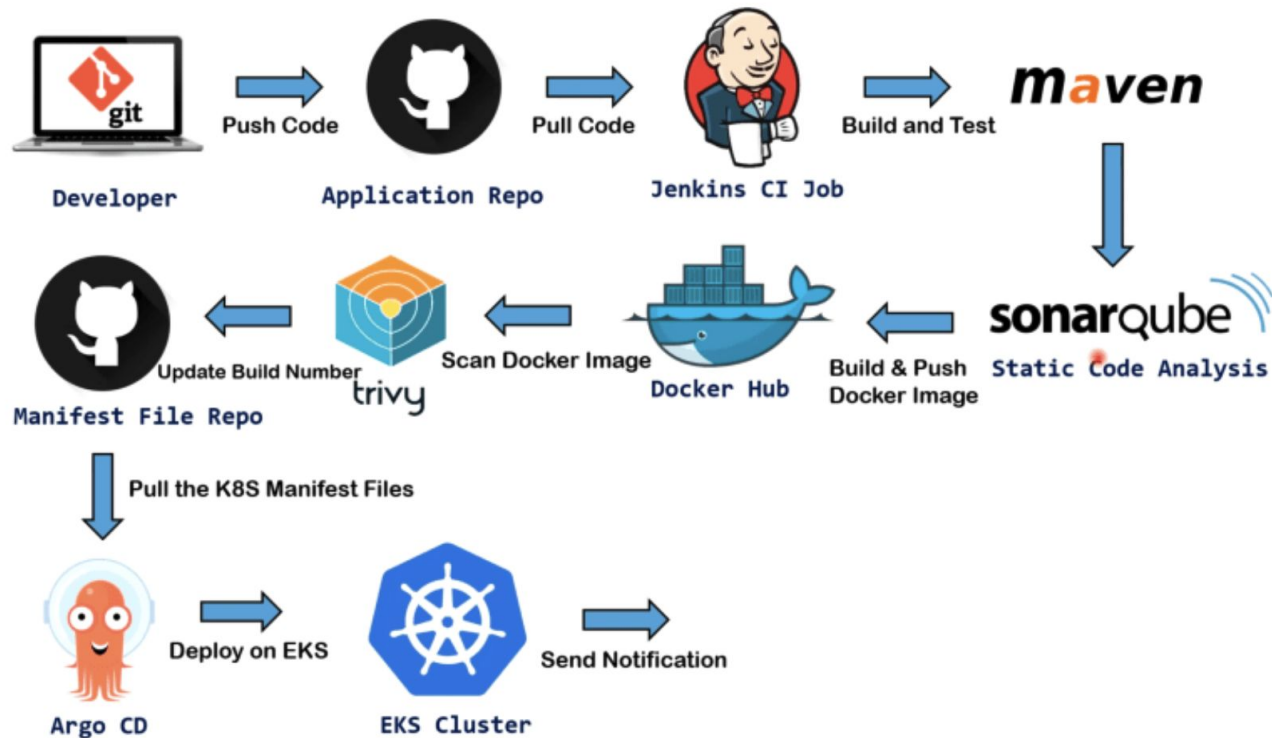 git
Push Code
Pull Code
Build and Test
maven
Developer
Application Repo
Jenkins CI Job
Update Build Number
trivy
Scan Docker Image
Docker Hub
Build & Push
Docker Image
sonarqube
Static Code Analysis
Manifest File Repo
Pull the K8S Manifest Files
Deploy on EKS
Send Notification
Argo CD
EKS Cluster